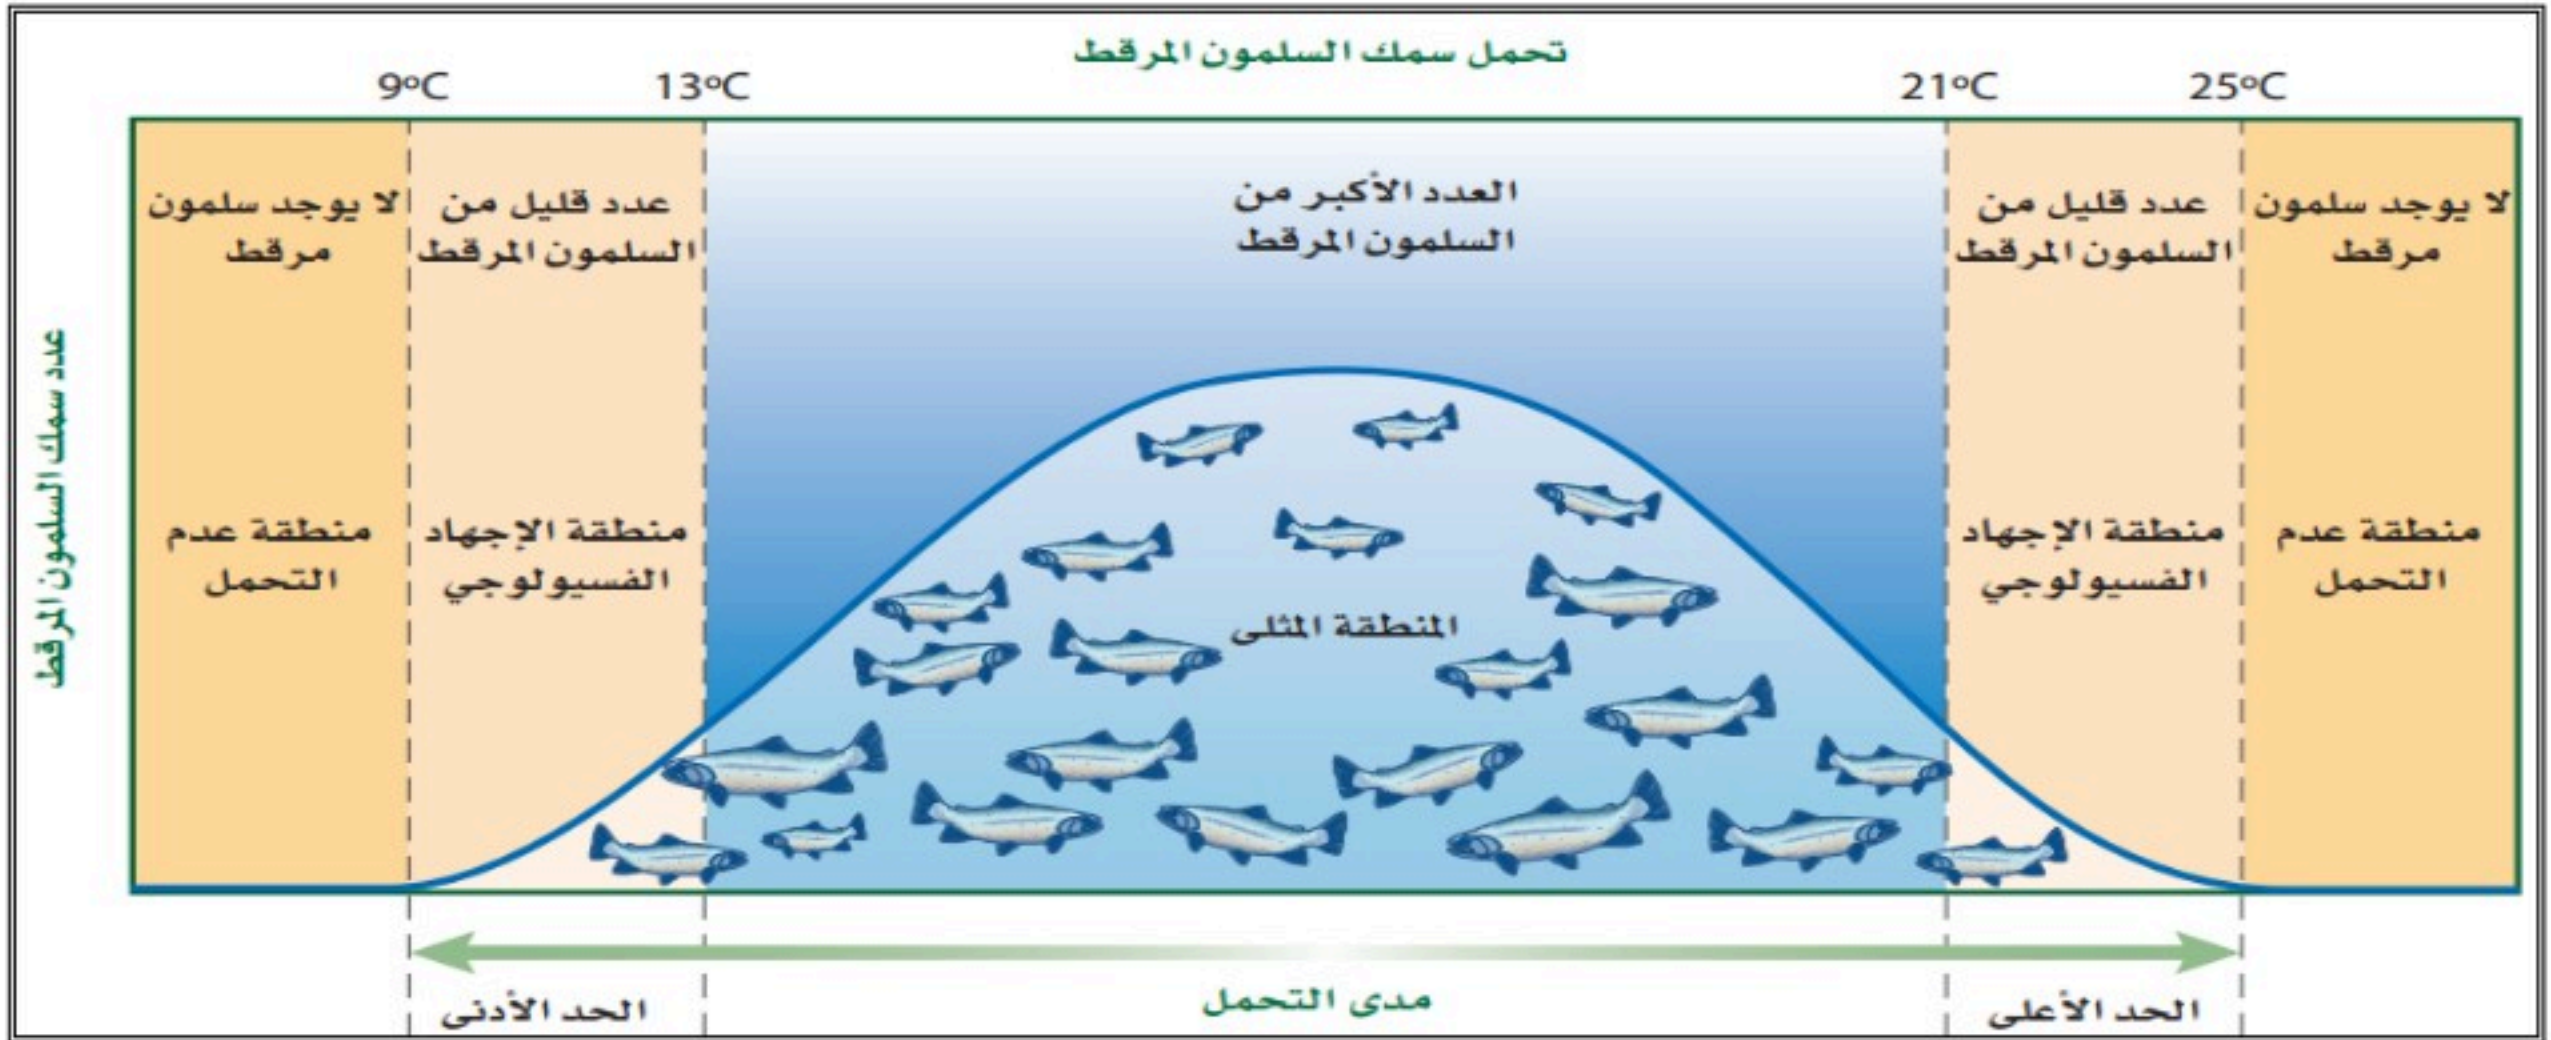 تحمل سمك السلمون المرقط
9°C
13°C
21°C
25°C
لا يوجد سلمون
مرقط
عدد قليل من
السلمون المرقط
العدد الأكبر من
السلمون المرقط
عدد قليل من
السلمون المرقط
لا يوجد سلمون
مرقط
عدد سمك السلمون المرقط
منطقة عدم
التحمل
منطقة الإجهاد
الفسيولوجي
المنطقة المثلى
منطقة الإجهاد
الفسيولوجي
منطقة عدم
التحمل
الحد الأدنى
مدى التحمل
الحد الأعلى